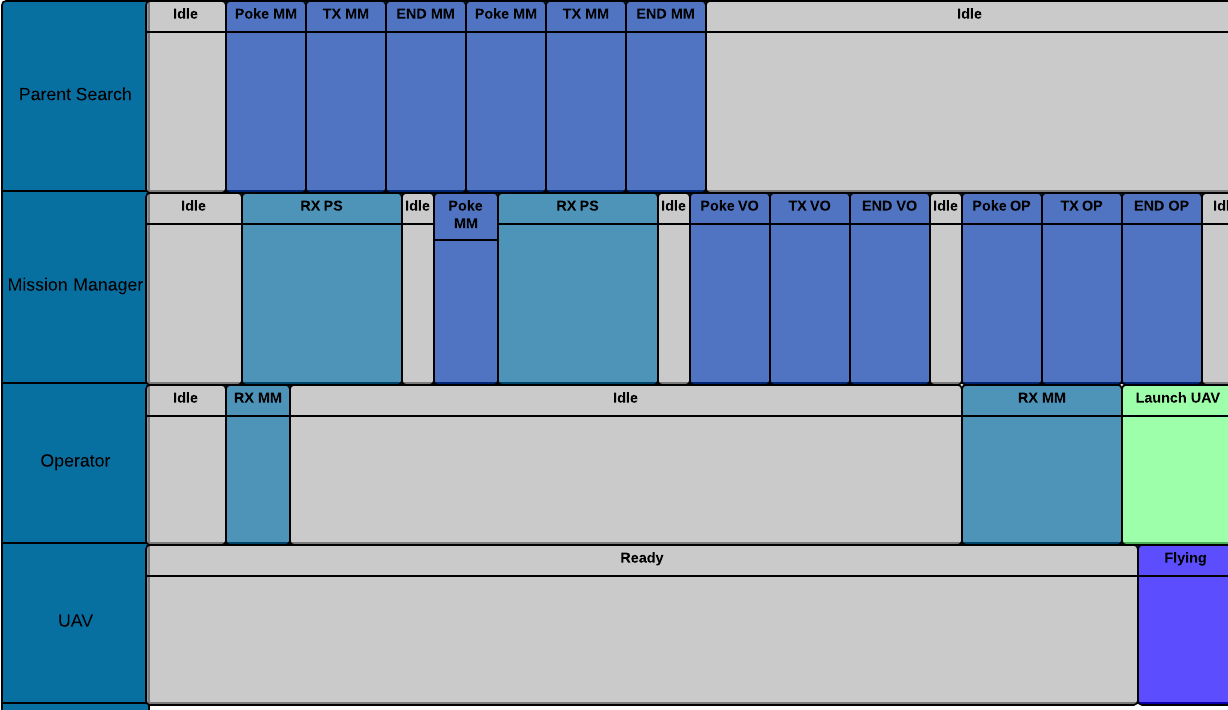 Idle Poke MM TX MM END MM Poke MM TX MM END MM Idle
Parent Search
Idle RX PS Idle Poke MM RX PS Idle Poke VO TX VO END VO Idle Poke OP TX OP END OP Idl
Mission Manager
Idle RX MM Idle RX MM Launch UAV
Operator
Ready Flying
UAV